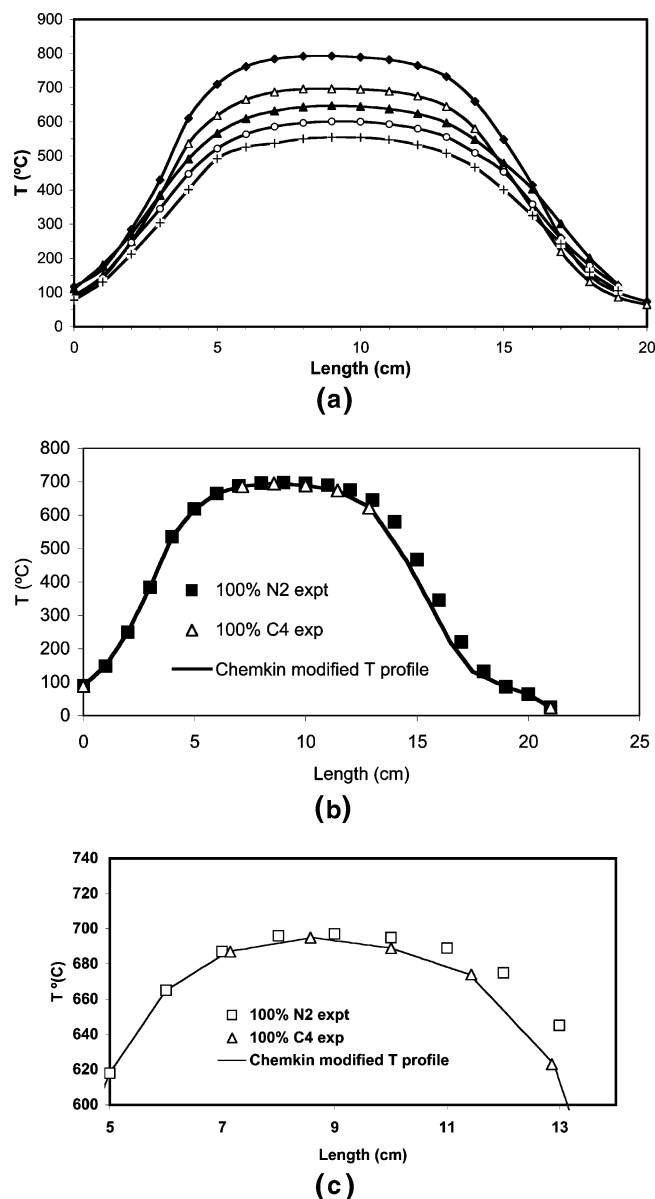 900
800
700
600
500
400
300
200
100
0
T (ºC)
0 5 10 15 20
Length (cm)
(a)
800
700
600
500
400
300
200
100
0
T (ºC)
100% N2 expt
100% C4 exp
Chemkin modified T profile
0 5 10 15 20 25
Length (cm)
(b)
740
720
700
680
660
640
620
600
T º(C)
100% N2 expt
100% C4 exp
Chemkin modified T profile
5 7 9 11 13
Length (cm)
(c)